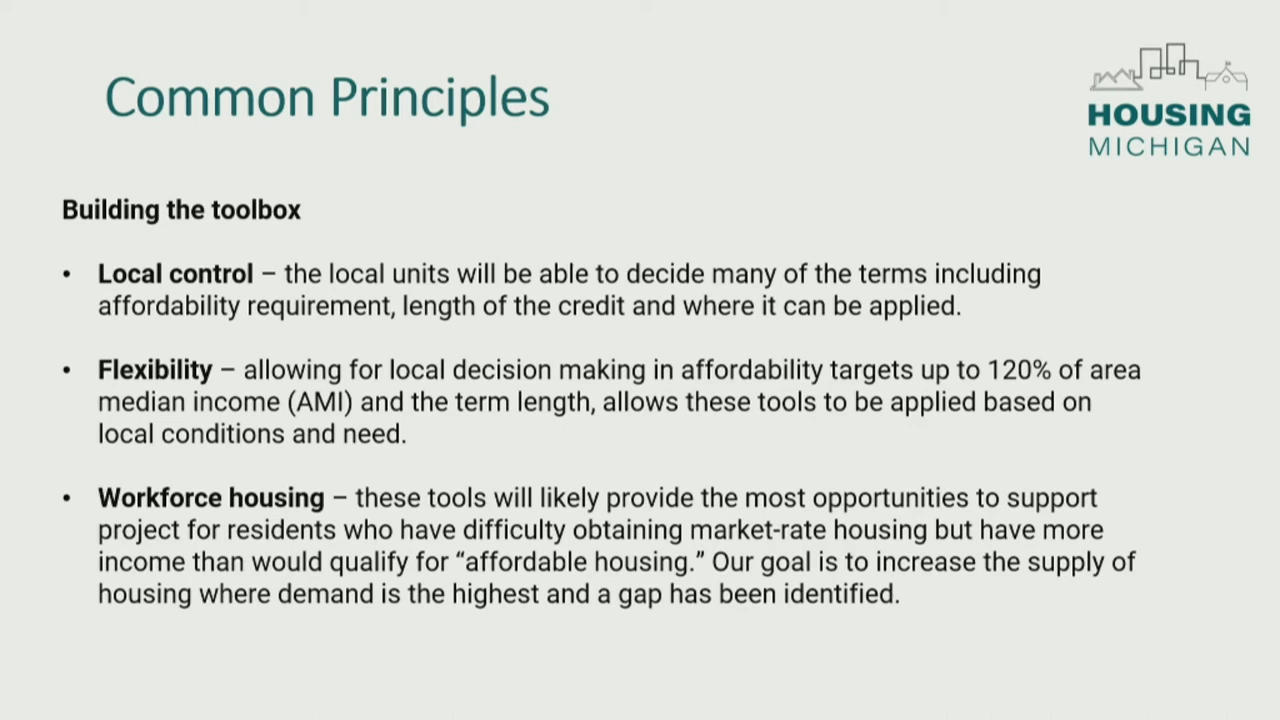 Common Principles
HOUSING
MICHIGAN
Building the toolbox
• Local control – the local units will be able to decide many of the terms including
affordability requirement, length of the credit and where it can be applied.
• Flexibility – allowing for local decision making in affordability targets up to 120% of area
median income (AMI) and the term length, allows these tools to be applied based on
local conditions and need.
• Workforce housing – these tools will likely provide the most opportunities to support
project for residents who have difficulty obtaining market-rate housing but have more
income than would qualify for “affordable housing.” Our goal is to increase the supply of
housing where demand is the highest and a gap has been identified.